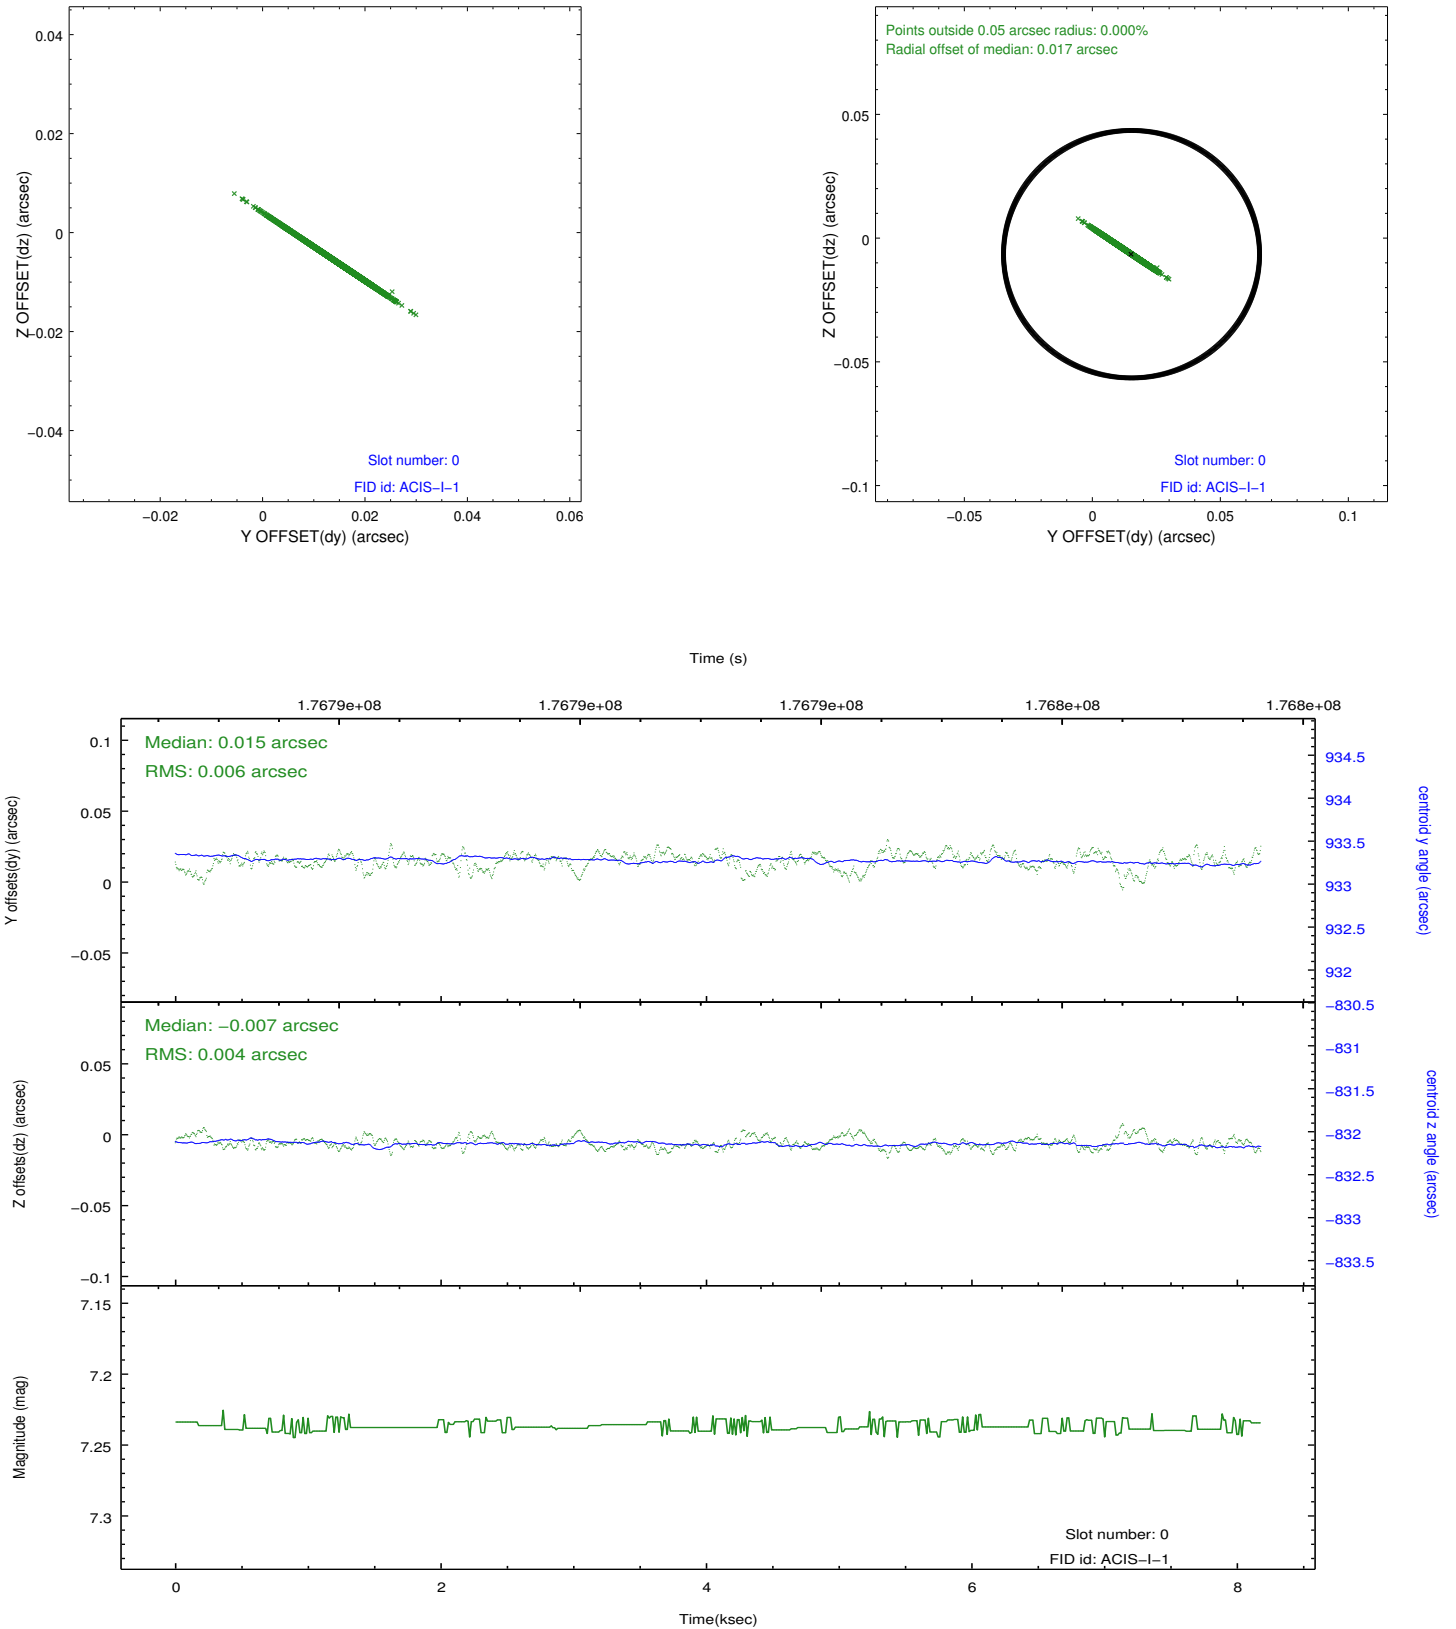 0.04
0.02
0
−0.02
−0.04
Z OFFSET(dz) (arcsec)
Slot number: 0
FID id: ACIS−I−1
−0.02
0
0.02
0.04
0.06
Y OFFSET(dy) (arcsec)
Points outside 0.05 arcsec radius: 0.000%
Radial offset of median: 0.017 arcsec
0.05
0
−0.05
−0.1
Z OFFSET(dz) (arcsec)
Slot number: 0
FID id: ACIS−I−1
−0.05
0
0.05
0.1
Y OFFSET(dy) (arcsec)
Time (s)
1.7679e+08
1.7679e+08
1.7679e+08
1.768e+08
1.768e+08
Median: 0.015 arcsec
RMS: 0.006 arcsec
0.1
0.05
0
−0.05
Y offsets(dy) (arcsec)
934.5
934
933.5
933
932.5
932
centroid y angle (arcsec)
Median: −0.007 arcsec
RMS: 0.004 arcsec
0.05
0
−0.05
−0.1
Z offsets(dz) (arcsec)
−830.5
−831
−831.5
−832
−832.5
−833
−833.5
centroid z angle (arcsec)
7.15
7.2
7.25
7.3
Magnitude (mag)
Slot number: 0
FID id: ACIS−I−1
0
2
4
6
8
Time(ksec)